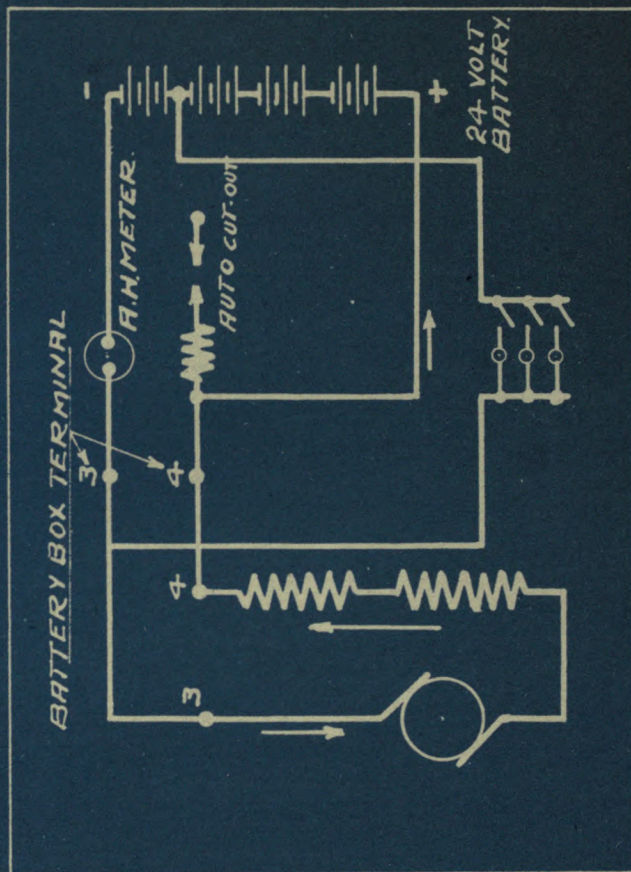 BATTERY BOX TERMINAL
3
A.H. METER.
-
4
AUTO CUT-OUT
+
24 VOLT
BATTERY.
3
4